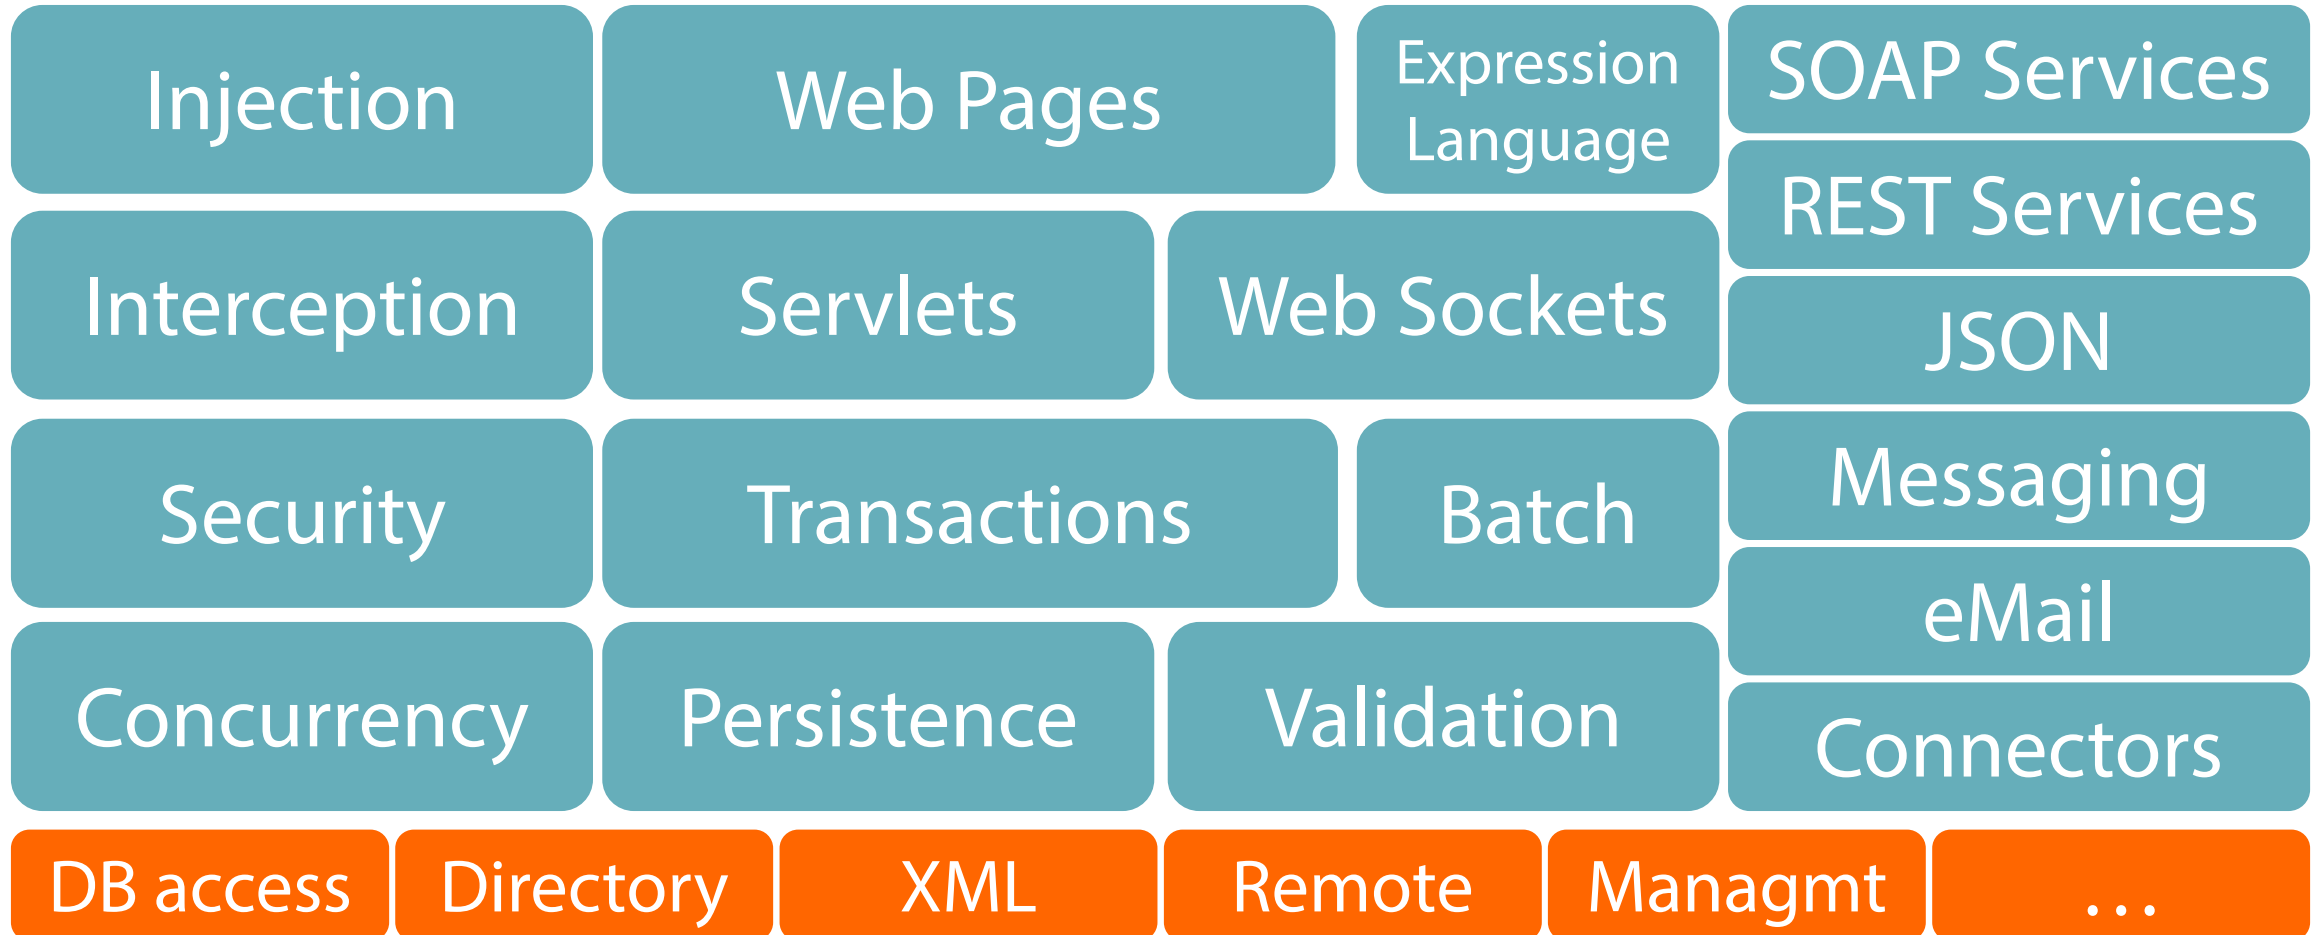 Injection
Web Pages
Expression
Language
SOAP Services
REST Services
Interception
Servlets
Web Sockets
JSON
Security
Transactions
Batch
Messaging
eMail
Concurrency
Persistence
Validation
Connectors
DB access
Directory
XML
Remote
Managmt
...